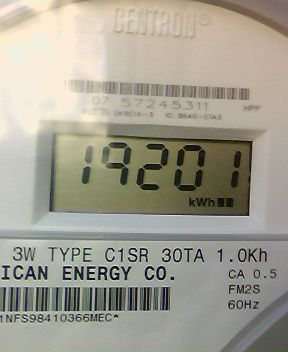 CENTRON®
07 57245311 HPP
19201
kWh
3W TYPE C1SR 30TA 1.0Kh
ICAN ENERGY CO. CA 0.5
FM2S
1NFS98410366MEC* 60Hz